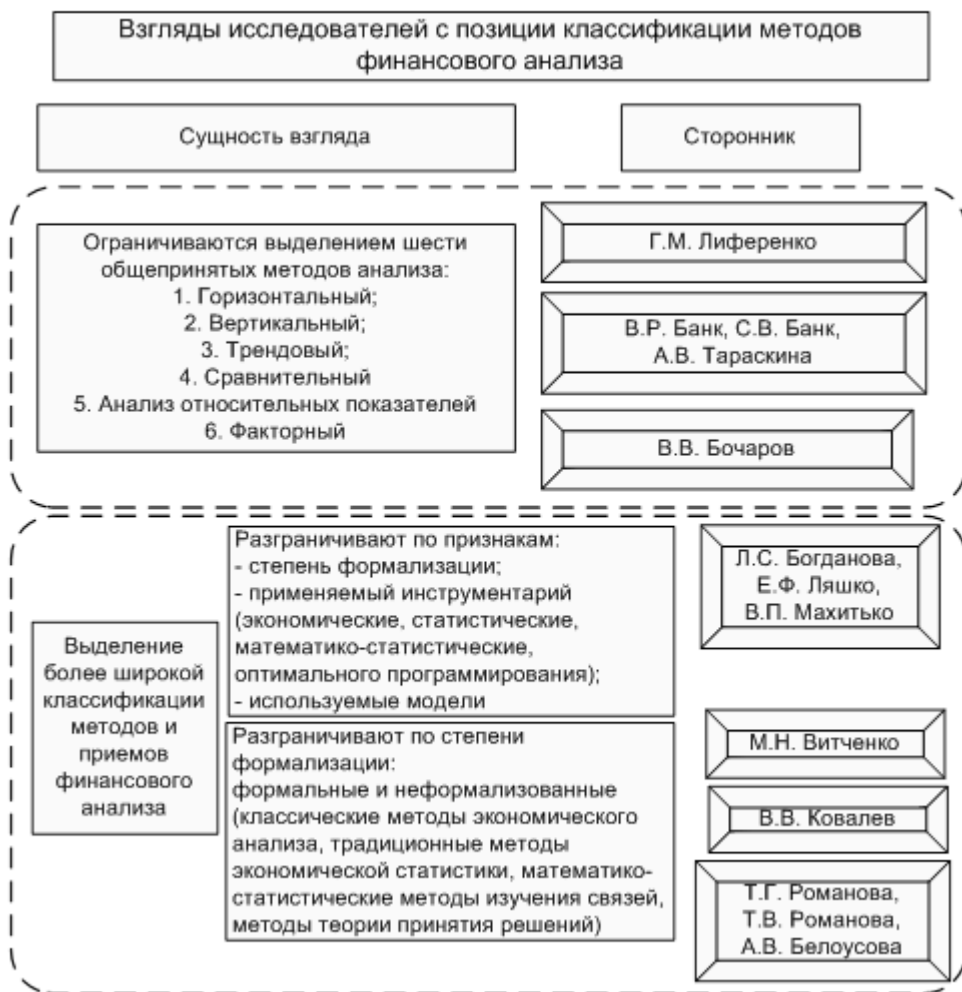 Взгляды исследователей с позиции классификации методов
финансового анализа
Сущность взгляда
Сторонник
Ограничиваются выделением шести
общепринятых методов анализа:
1. Горизонтальный;
2. Вертикальный;
3. Трендовый;
4. Сравнительный
5. Анализ относительных показателей
6. Факторный
Г.М. Лиференко
В.Р. Банк, С.В. Банк,
А.В. Тараскина
В.В. Бочаров
Выделение
более широкой
классификации
методов и
приемов
финансового
анализа
Разграничивают по признакам:
- степень формализации;
- применяемый инструментарий
(экономические, статистические,
математико-статистические,
оптимального программирования);
- используемые модели
Л.С. Богданова,
Е.Ф. Ляшко,
В.П. Махитько
Разграничивают по степени
формализации:
формальные и неформализованные
(классические методы экономического
анализа, традиционные методы
экономической статистики, математико-
статистические методы изучения связей,
методы теории принятия решений)
М.Н. Витченко
В.В. Ковалев
Т.Г. Романова,
Т.В. Романова,
А.В. Белоусова